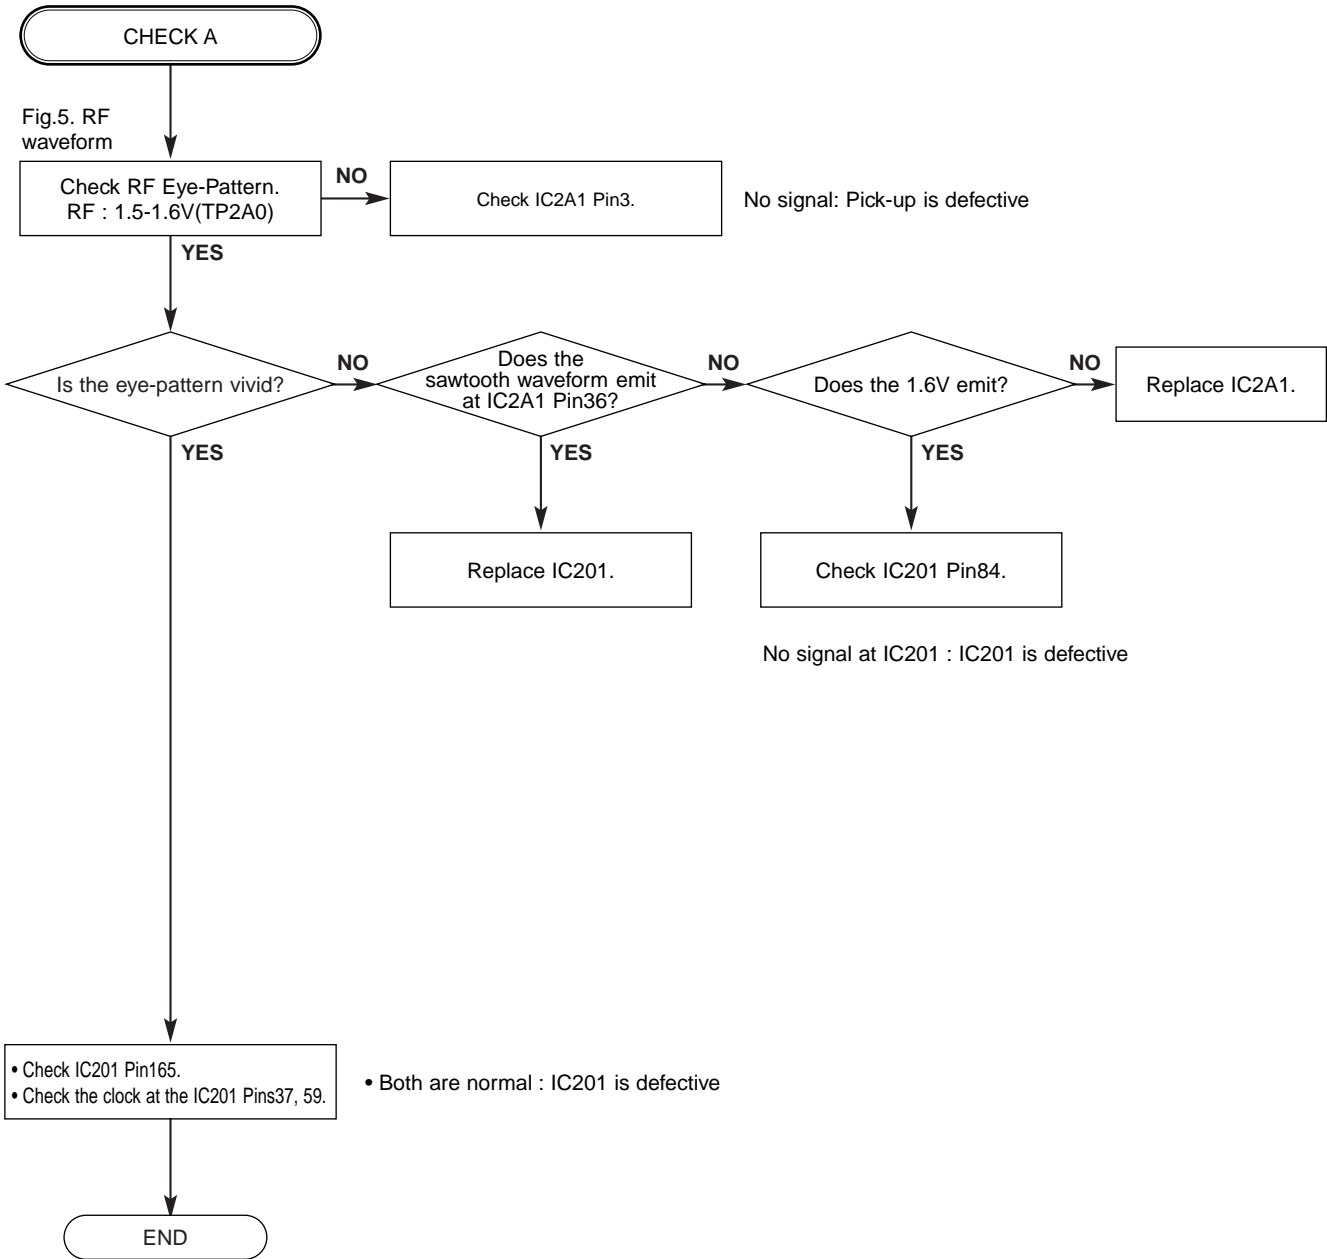 CHECK A
Fig.5. RF
waveform
Check RF Eye-Pattern.
RF : 1.5-1.6V(TP2A0)
NO
Check IC2A1 Pin3.
No signal: Pick-up is defective
YES
Is the eye-pattern vivid?
NO
Does the
sawtooth waveform emit
at IC2A1 Pin36?
NO
Does the 1.6V emit?
NO
Replace IC2A1.
YES
YES
YES
Replace IC201.
Check IC201 Pin84.
No signal at IC201 : IC201 is defective
• Check IC201 Pin165.
• Check the clock at the IC201 Pins37, 59.
• Both are normal : IC201 is defective
END